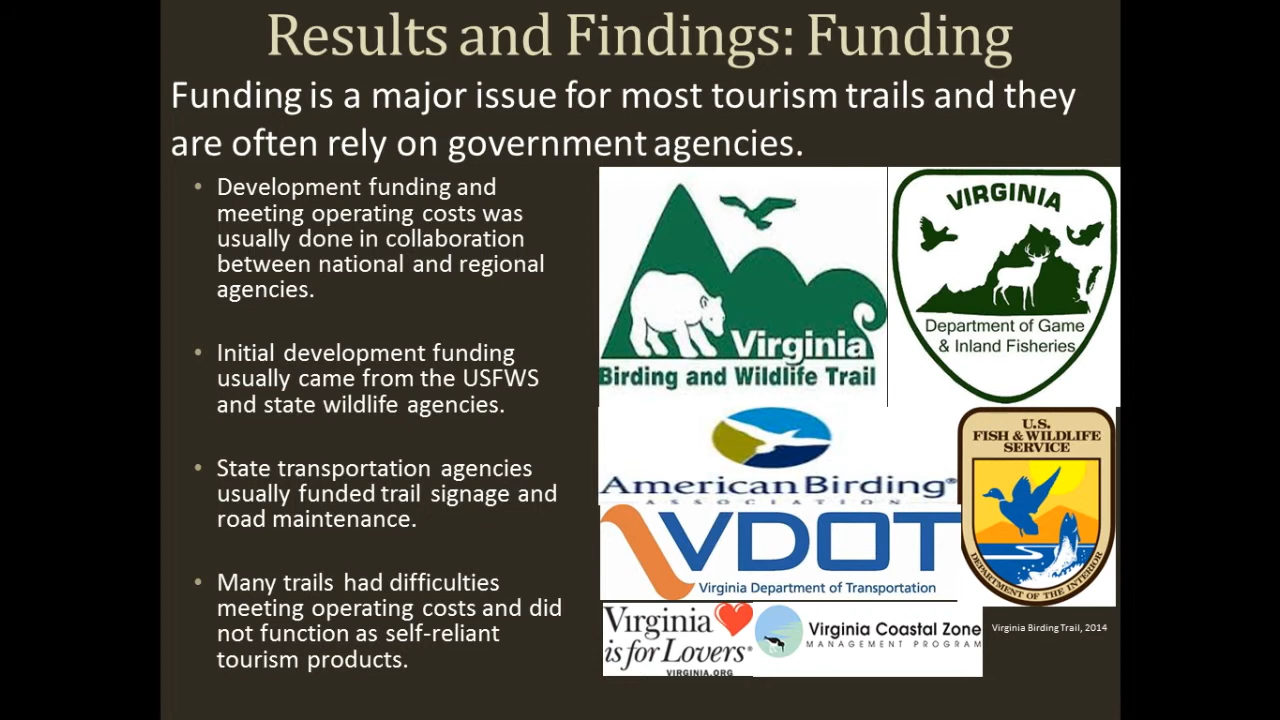 Results and Findings: Funding
Funding is a major issue for most tourism trails and they
are often rely on government agencies.
• Development funding and
meeting operating costs was
usually done in collaboration
between national and regional
agencies.
• Initial development funding
usually came from the USFWS
and state wildlife agencies.
• State transportation agencies
usually funded trail signage and
road maintenance.
• Many trails had difficulties
meeting operating costs and did
not function as self-reliant
tourism products.
Virginia
Birding and Wildlife Trail
VIRGINIA
Department of Game
& Inland Fisheries
American Birding®
ASSOCIATION
U.S.
FISH & WILDLIFE
SERVICE
DEPARTMENT OF THE INTERIOR
VDOT
Virginia Department of Transportation
Virginia
is for Lovers®
VIRGINIA.ORG
Virginia Coastal Zone
MANAGEMENT PROGRAM
Virginia Birding Trail, 2014